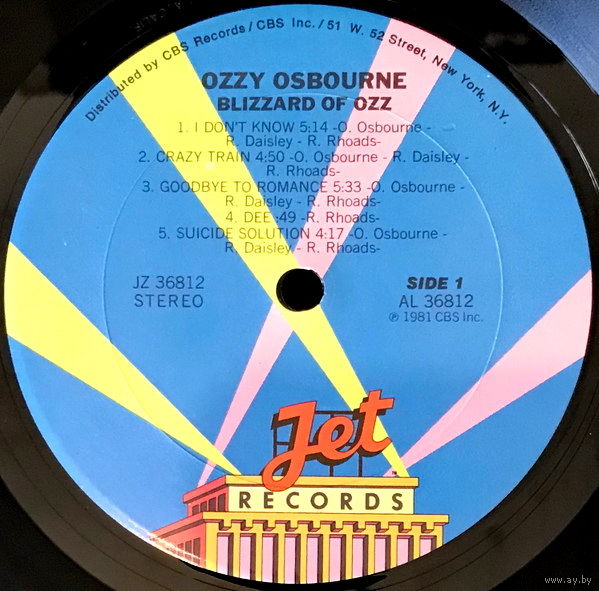 Distributed by CBS Records/CBS Inc./51 W. 52 Street, New York, N.Y.
OZZY OSBOURNE
BLIZZARD OF OZZ
1. I DON'T KNOW 5:14 -O. Osbourne -
R. Daisley - R. Rhoads-
2. CRAZY TRAIN 4:50 -O. Osbourne - R. Daisley -
R. Rhoads-
3. GOODBYE TO ROMANCE 5:33 -O. Osbourne -
R. Daisley - R. Rhoads-
4. DEE :49 -R. Rhoads-
5. SUICIDE SOLUTION 4:17 -O. Osbourne -
R. Daisley - R. Rhoads-
JZ 36812
STEREO
SIDE 1
AL 36812
℗ 1981 CBS Inc.
Jet
RECORDS
www.ay.by